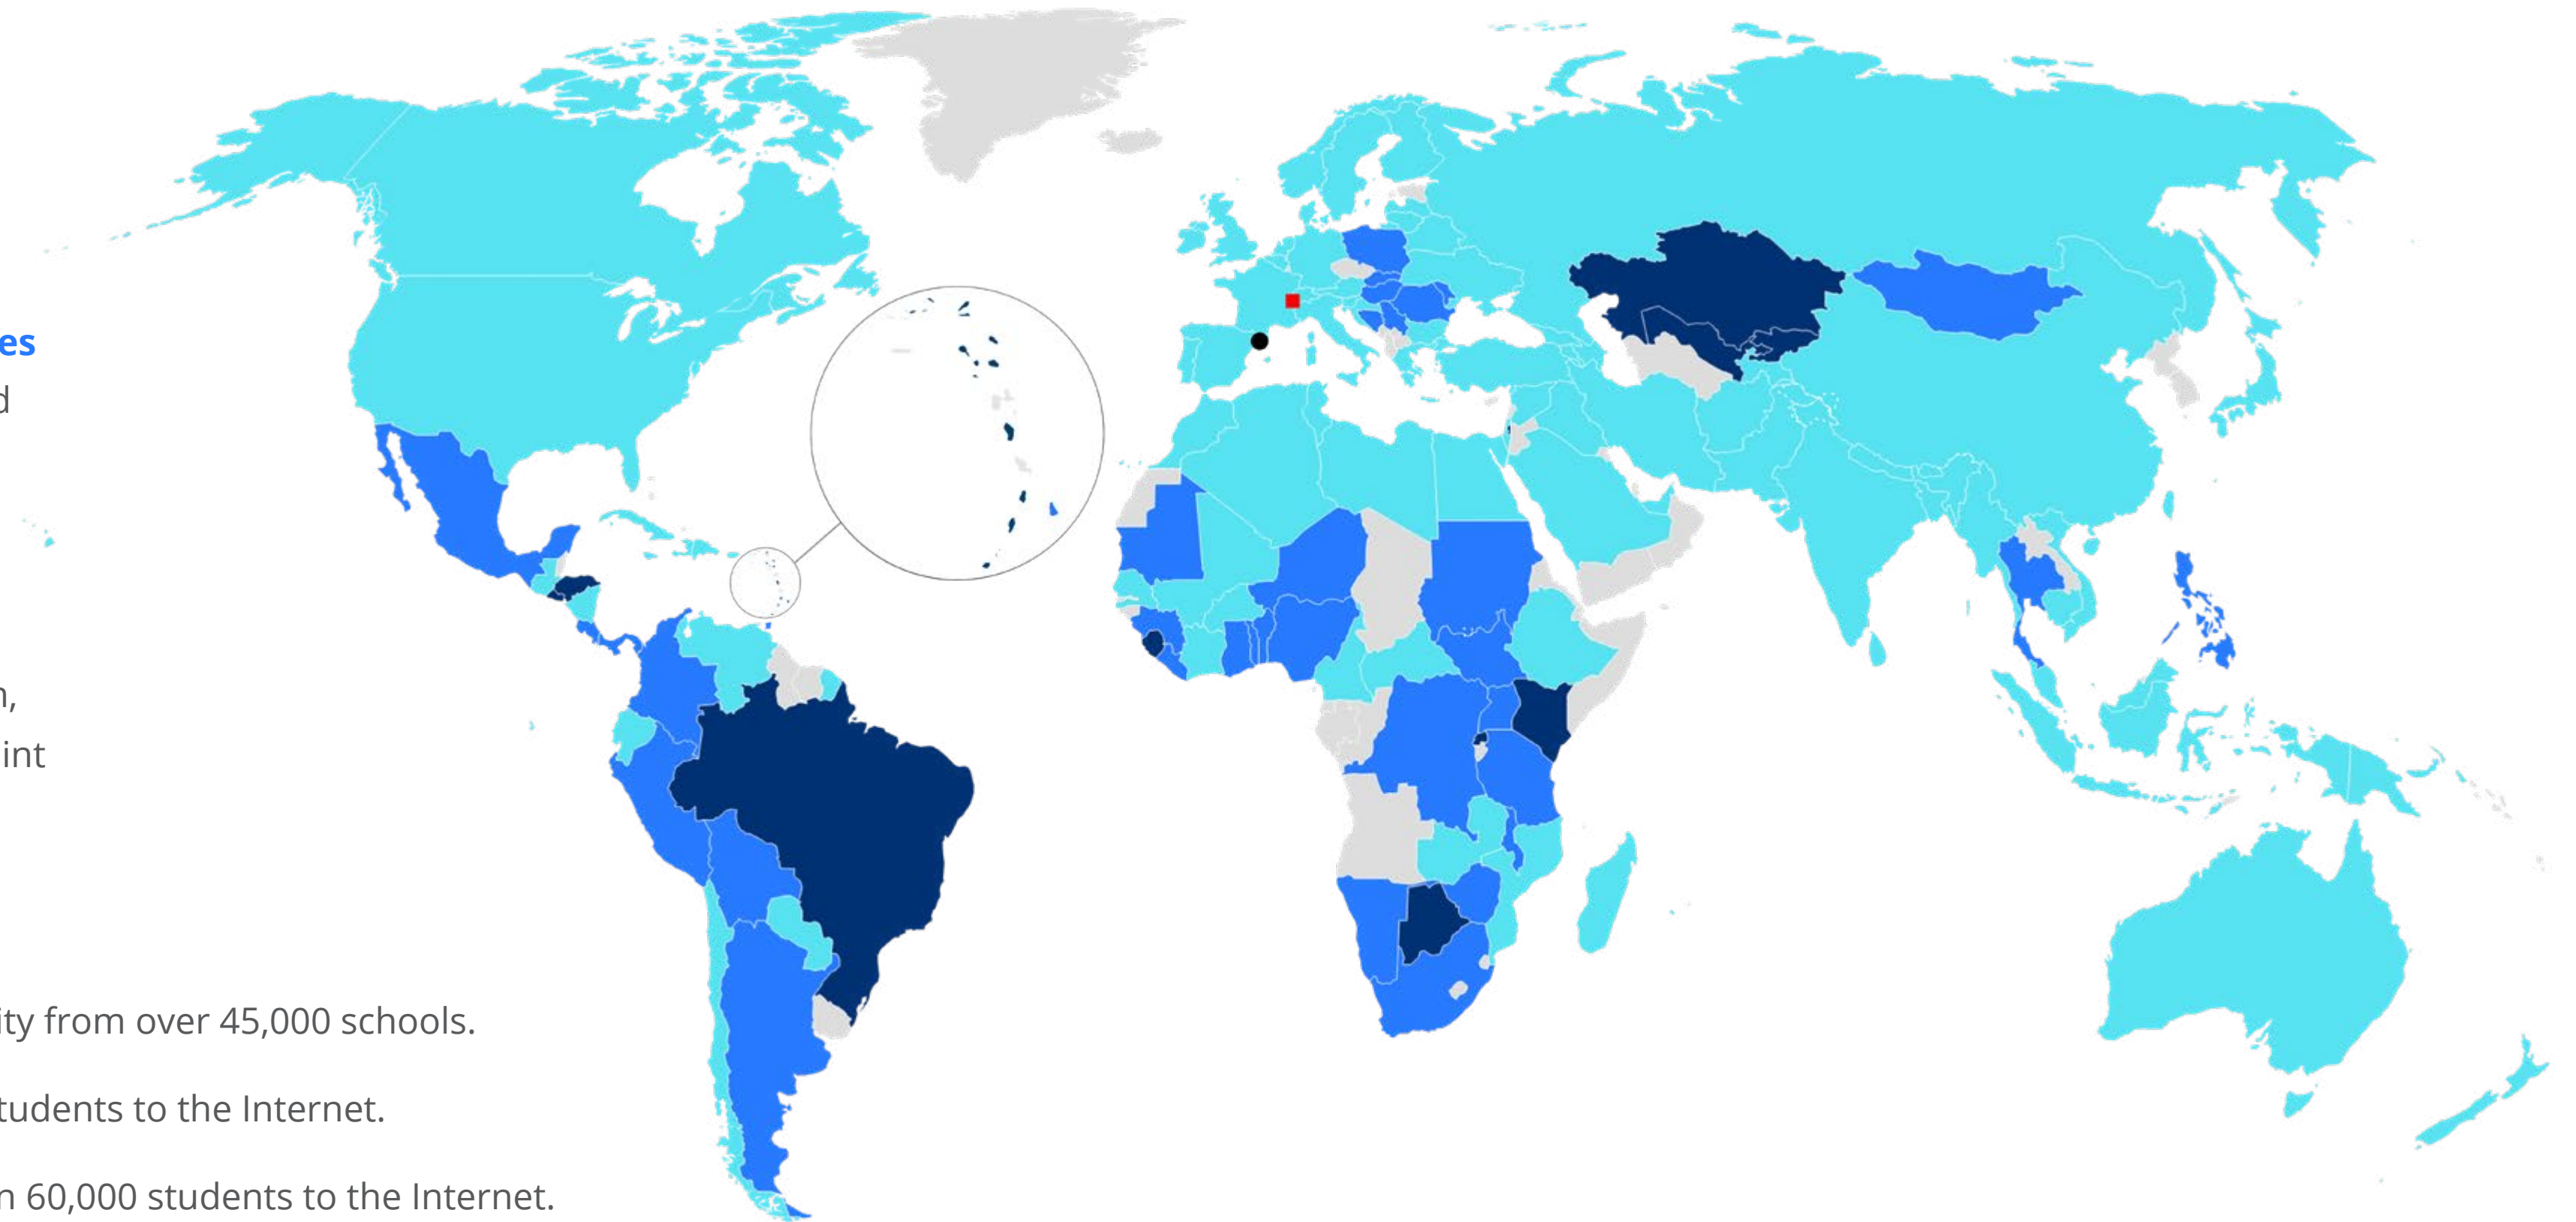 es
d
n,
int
ity from over 45,000 schools.
tudents to the Internet.
n 60,000 students to the Internet.